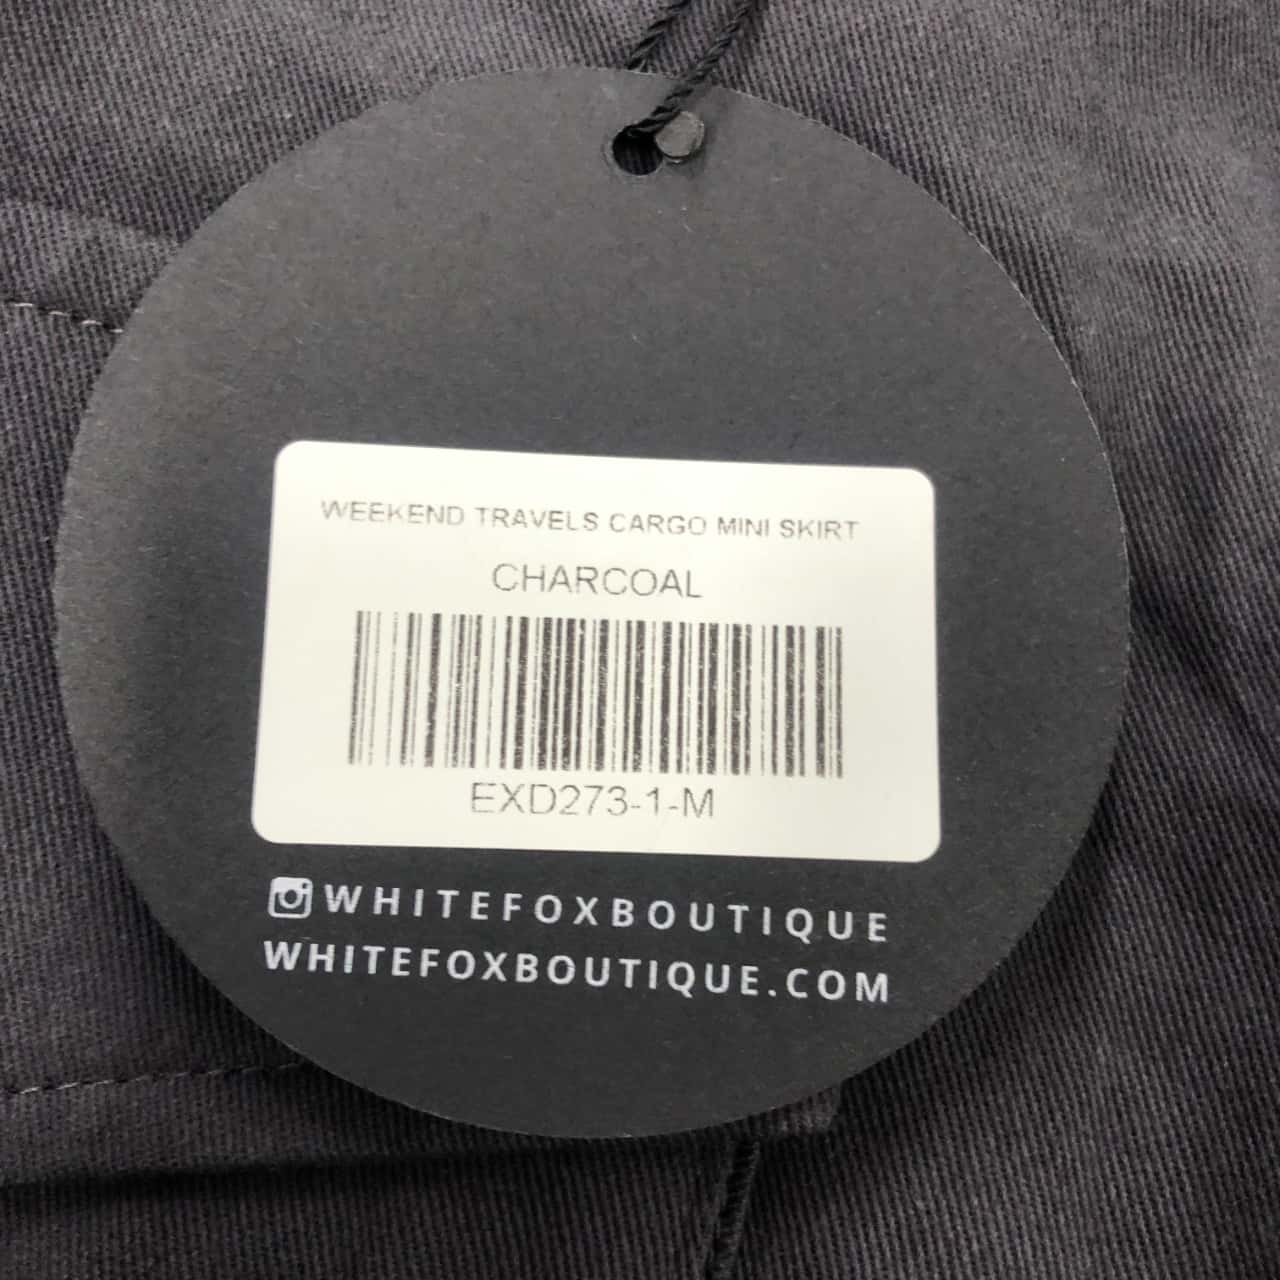 WEEKEND TRAVELS CARGO MINI SKIRT
CHARCOAL
EXD273-1-M
WHITEFOXBOUTIQUE
WHITEFOXBOUTIQUE.COM